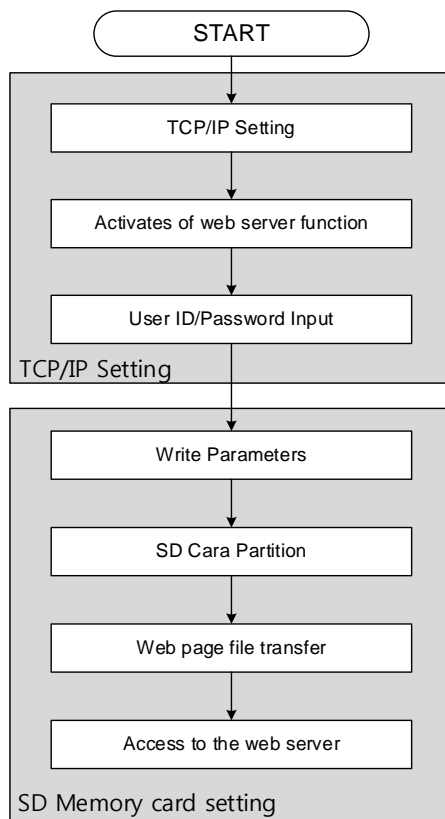 START
TCP/IP Setting
Activates of web server function
User ID/Password Input
TCP/IP Setting
Write Parameters
SD Cara Partition
Web page file transfer
Access to the web server
SD Memory card setting